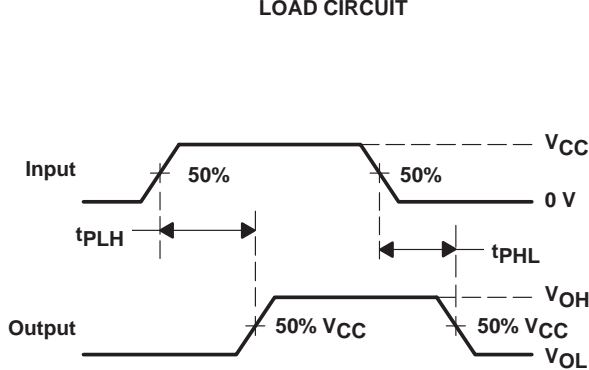 LOAD CIRCUIT
VCC
Input
50%
50%
0 V
tPLH
tPHL
VOH
Output
50% VCC
50% VCC
VOL